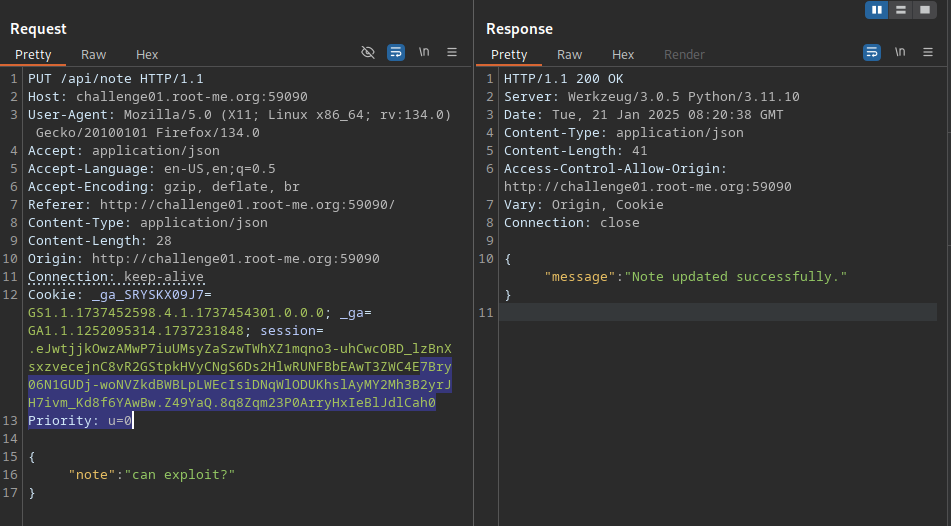 Request
Pretty Raw Hex \n
1 PUT /api/note HTTP/1.1
2 Host: challenge01.root-me.org:59090
3 User-Agent: Mozilla/5.0 (X11; Linux x86_64; rv:134.0)
Gecko/20100101 Firefox/134.0
4 Accept: application/json
5 Accept-Language: en-US,en;q=0.5
6 Accept-Encoding: gzip, deflate, br
7 Referer: http://challenge01.root-me.org:59090/
8 Content-Type: application/json
9 Content-Length: 28
10 Origin: http://challenge01.root-me.org:59090
11 Connection: keep-alive
12 Cookie: _ga_SRYSKX09J7=
GS1.1.1737452598.4.1.1737454301.0.0.0; _ga=
GA1.1.1252095314.1737231848; session=
.eJwtjjkOwzAMwP7iuUMsyZaSzwTWhXZ1mqno3-uhCwcOBD_lzBnX
sxzvecejnC8vR2GStpkHVyCNgS6Ds2HlwRUNFBbEAwT3ZWC4E7Bry
06N1GUDj-woNVZkdBWBLpLWEcIsiDNqWlODUKhslAyMY2Mh3B2yrJ
H7ivm_Kd8f6YAwBw.Z49YaQ.8q8Zqm23P0ArryHxIeBlJdlCah0
13 Priority: u=0
14
15 {
16 "note":"can exploit?"
17 }
Response
Pretty Raw Hex Render \n
1 HTTP/1.1 200 OK
2 Server: Werkzeug/3.0.5 Python/3.11.10
3 Date: Tue, 21 Jan 2025 08:20:38 GMT
4 Content-Type: application/json
5 Content-Length: 41
6 Access-Control-Allow-Origin:
http://challenge01.root-me.org:59090
7 Vary: Origin, Cookie
8 Connection: close
9
10 {
"message":"Note updated successfully."
}
11